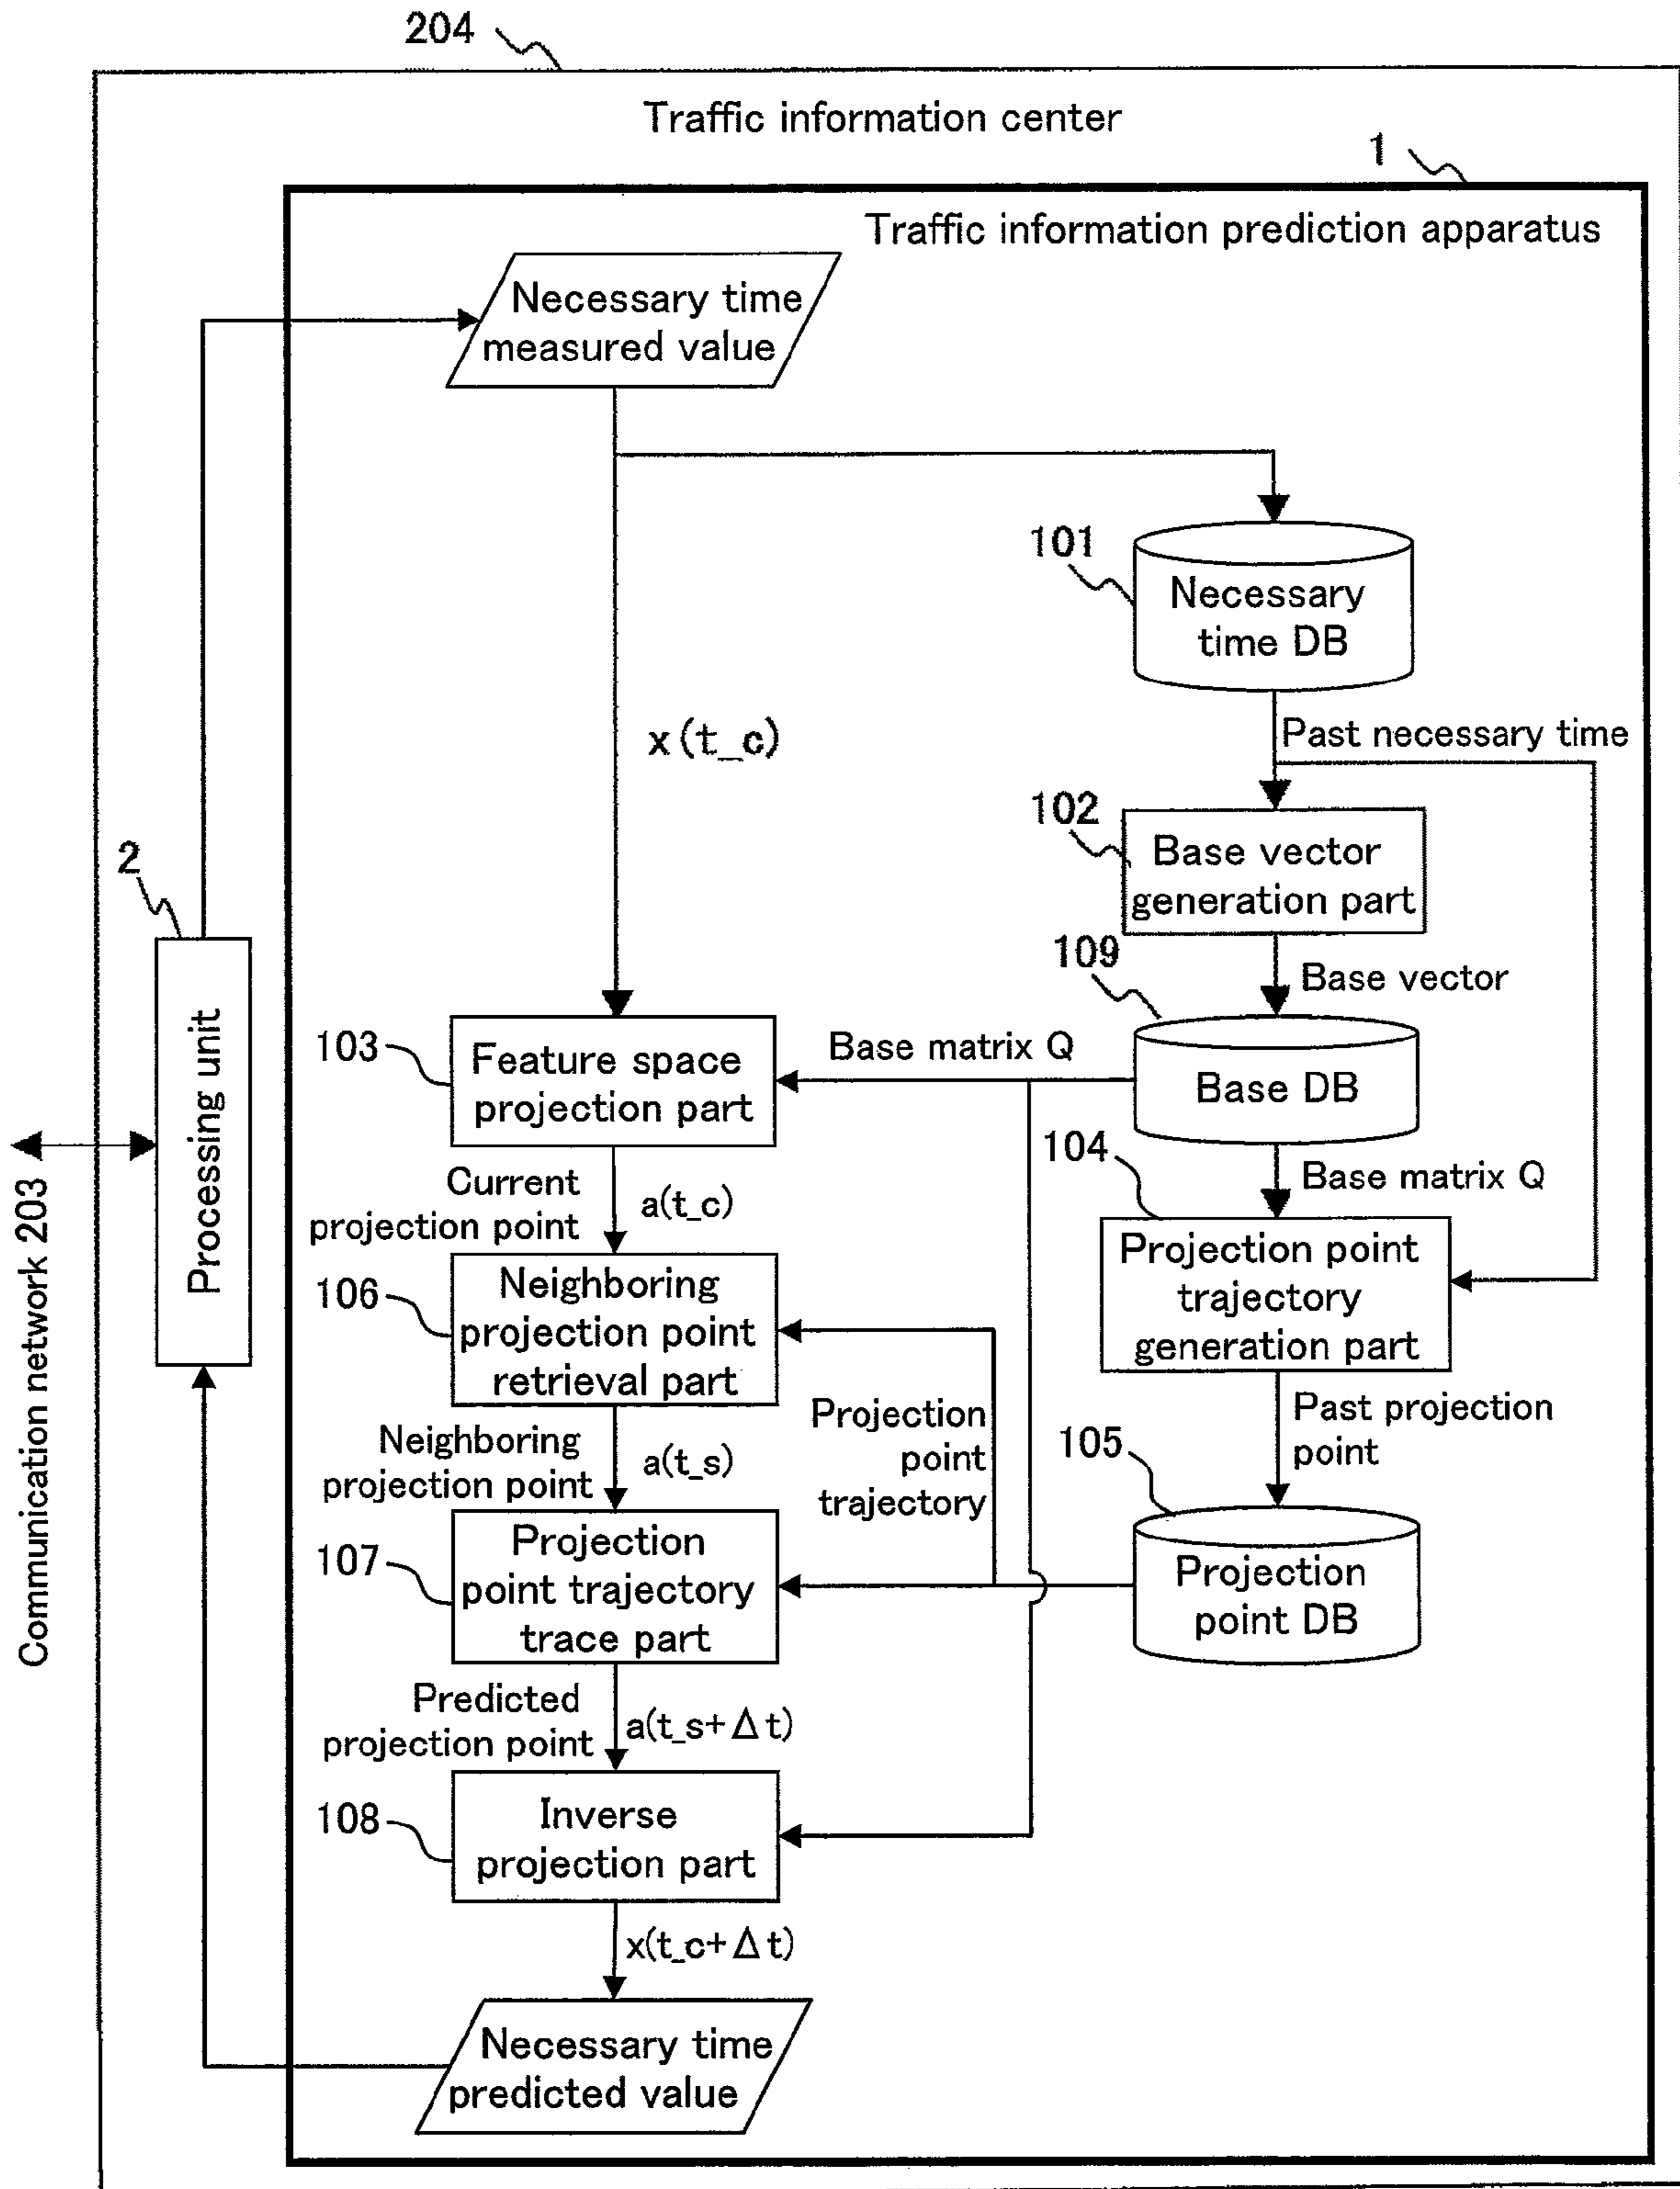 204
Traffic information center
1
Traffic information prediction apparatus
Necessary time
measured value
101
Necessary
time DB
x(t_c)
Past necessary time
102
Base vector
generation part
2
Processing unit
Communication network 203
109
Base vector
103
Feature space
projection part
Base matrix Q
Base DB
104
Base matrix Q
Current
projection point
a(t_c)
Projection point
trajectory
generation part
106
Neighboring
projection point
retrieval part
Projection
point
trajectory
Past projection
point
105
Neighboring
projection point
a(t_s)
107
Projection
point trajectory
trace part
Projection
point DB
Predicted
projection point
a(t_s+Δt)
108
Inverse
projection part
x(t_c+Δt)
Necessary time
predicted value